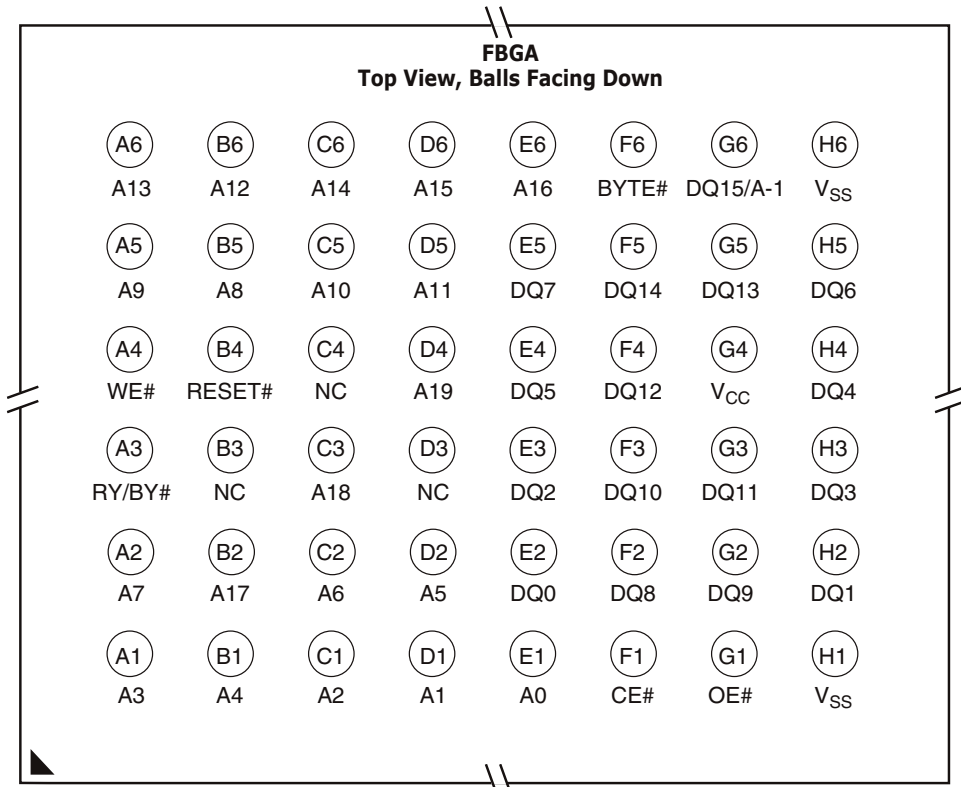 FBGA
Top View, Balls Facing Down
A6 B6 C6 D6 E6 F6 G6 H6
A13 A12 A14 A15 A16 BYTE# DQ15/A-1 VSS
A5 B5 C5 D5 E5 F5 G5 H5
A9 A8 A10 A11 DQ7 DQ14 DQ13 DQ6
A4 B4 C4 D4 E4 F4 G4 H4
WE# RESET# NC A19 DQ5 DQ12 VCC DQ4
A3 B3 C3 D3 E3 F3 G3 H3
RY/BY# NC A18 NC DQ2 DQ10 DQ11 DQ3
A2 B2 C2 D2 E2 F2 G2 H2
A7 A17 A6 A5 DQ0 DQ8 DQ9 DQ1
A1 B1 C1 D1 E1 F1 G1 H1
A3 A4 A2 A1 A0 CE# OE# VSS